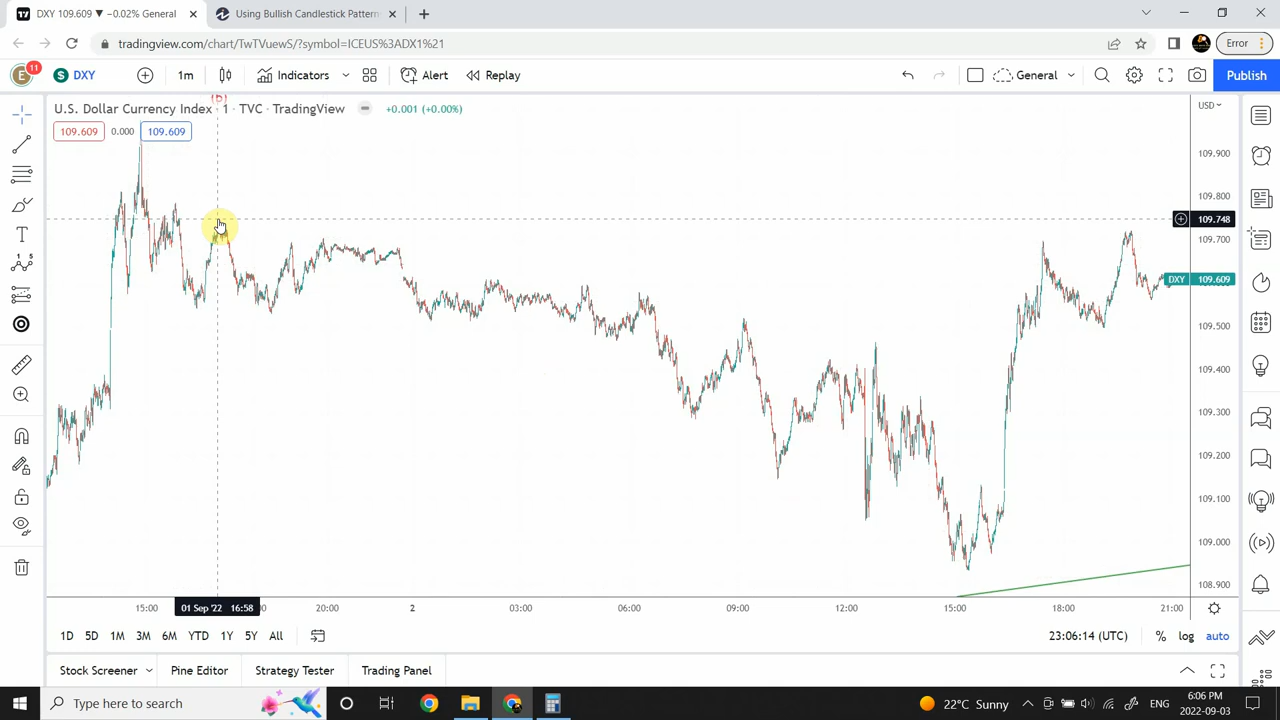 DXY 109.609 ▼ −0.02% General
Using Bullish Candlestick Pattern
tradingview.com/chart/TwTVuewS/?symbol=ICEUS%3ADX1%21
Error
E 11
S DXY
1m
Indicators
Alert
Replay
General
Publish
U.S. Dollar Currency Index · 1 · TVC · TradingView
+0.001 (+0.00%)
USD
109.609 0.000 109.609
109.900
109.800
109.748
109.700
DXY 109.609
109.500
109.400
109.300
109.200
109.100
109.000
108.900
15:00
01 Sep '22 16:58
20:00
2
03:00
06:00
09:00
12:00
15:00
18:00
21:00
1D 5D 1M 3M 6M YTD 1Y 5Y All
23:06:14 (UTC) % log auto
Stock Screener
Pine Editor
Strategy Tester
Trading Panel
Type here to search
22°C Sunny
ENG
6:06 PM
2022-09-03